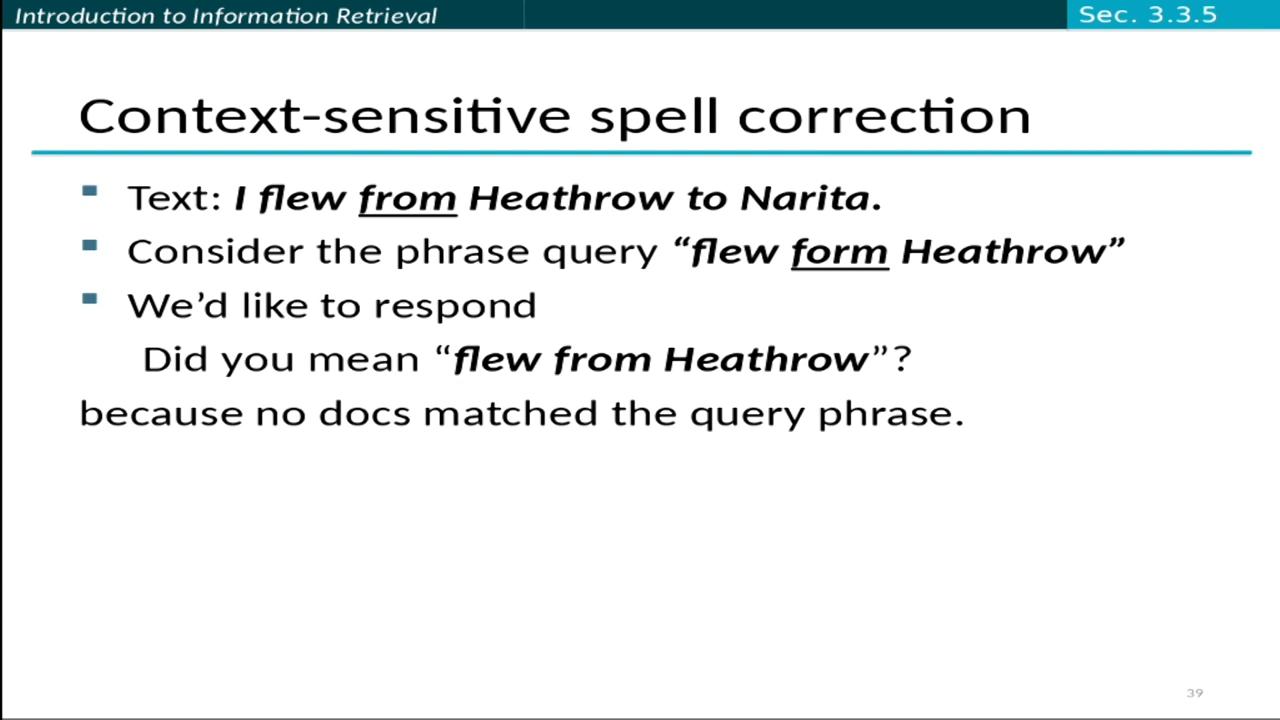 Introduction to Information Retrieval
Sec. 3.3.5
Context-sensitive spell correction
Text: I flew from Heathrow to Narita.
Consider the phrase query “flew form Heathrow”
We’d like to respond
Did you mean “flew from Heathrow”?
because no docs matched the query phrase.
39